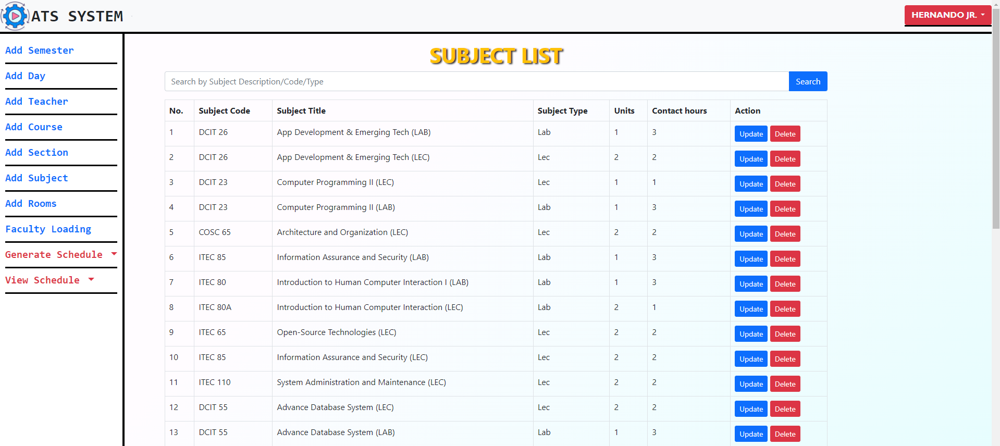 ATS SYSTEM
HERNANDO JR.
Add Semester
Add Day
Add Teacher
Add Course
Add Section
Add Subject
Add Rooms
Faculty Loading
Generate Schedule
View Schedule
SUBJECT LIST
Search by Subject Description/Code/Type Search
No. Subject Code Subject Title Subject Type Units Contact hours Action
1 DCIT 26 App Development & Emerging Tech (LAB) Lab 1 3 Update Delete
2 DCIT 26 App Development & Emerging Tech (LEC) Lec 2 2 Update Delete
3 DCIT 23 Computer Programming II (LEC) Lec 1 1 Update Delete
4 DCIT 23 Computer Programming II (LAB) Lab 1 3 Update Delete
5 COSC 65 Architecture and Organization (LEC) Lec 2 2 Update Delete
6 ITEC 85 Information Assurance and Security (LAB) Lab 1 3 Update Delete
7 ITEC 80 Introduction to Human Computer Interaction I (LAB) Lab 1 3 Update Delete
8 ITEC 80A Introduction to Human Computer Interaction (LEC) Lab 2 1 Update Delete
9 ITEC 65 Open-Source Technologies (LEC) Lec 2 2 Update Delete
10 ITEC 85 Information Assurance and Security (LEC) Lec 2 2 Update Delete
11 ITEC 110 System Administration and Maintenance (LEC) Lec 2 2 Update Delete
12 DCIT 55 Advance Database System (LEC) Lec 2 2 Update Delete
13 DCIT 55 Advance Database System (LAB) Lab 1 3 Update Delete